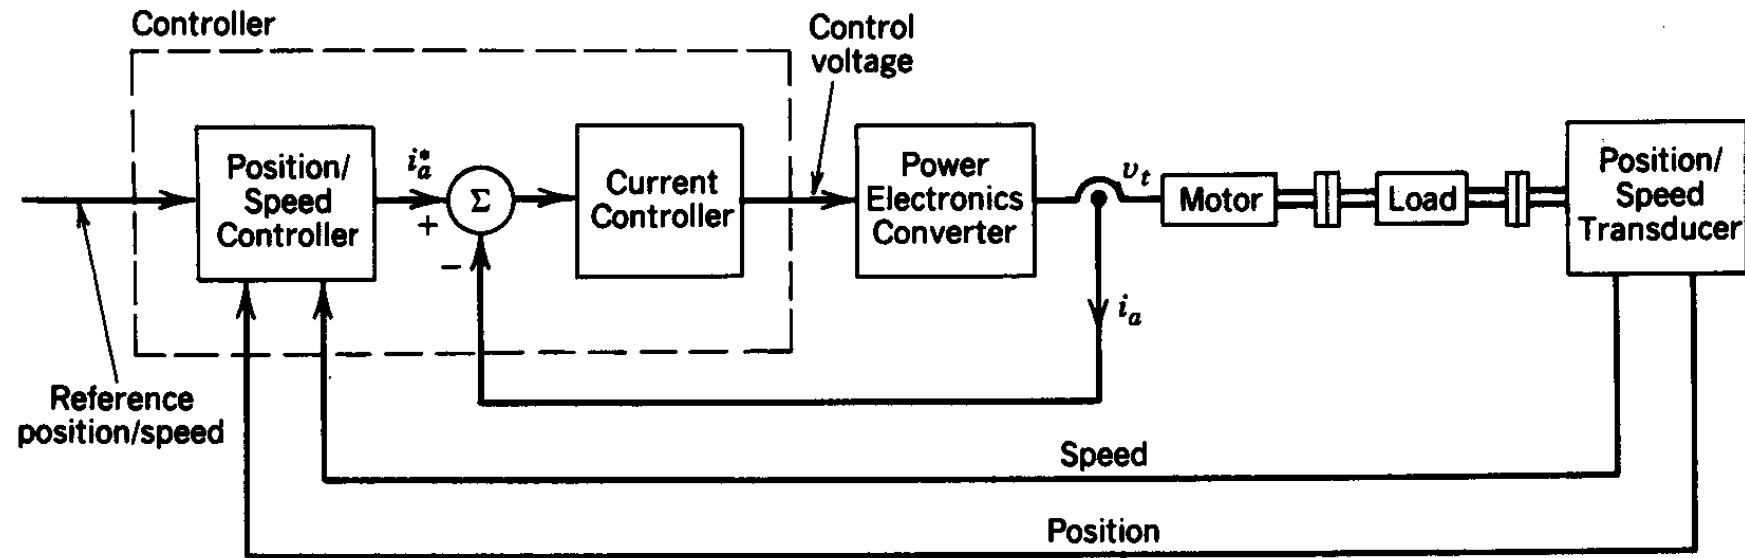 Controller
Control
voltage
Position/
Speed
Controller
i*a
+
−
Σ
Current
Controller
Power
Electronics
Converter
vt
ia
Motor
Load
Position/
Speed
Transducer
Reference
position/speed
Speed
Position